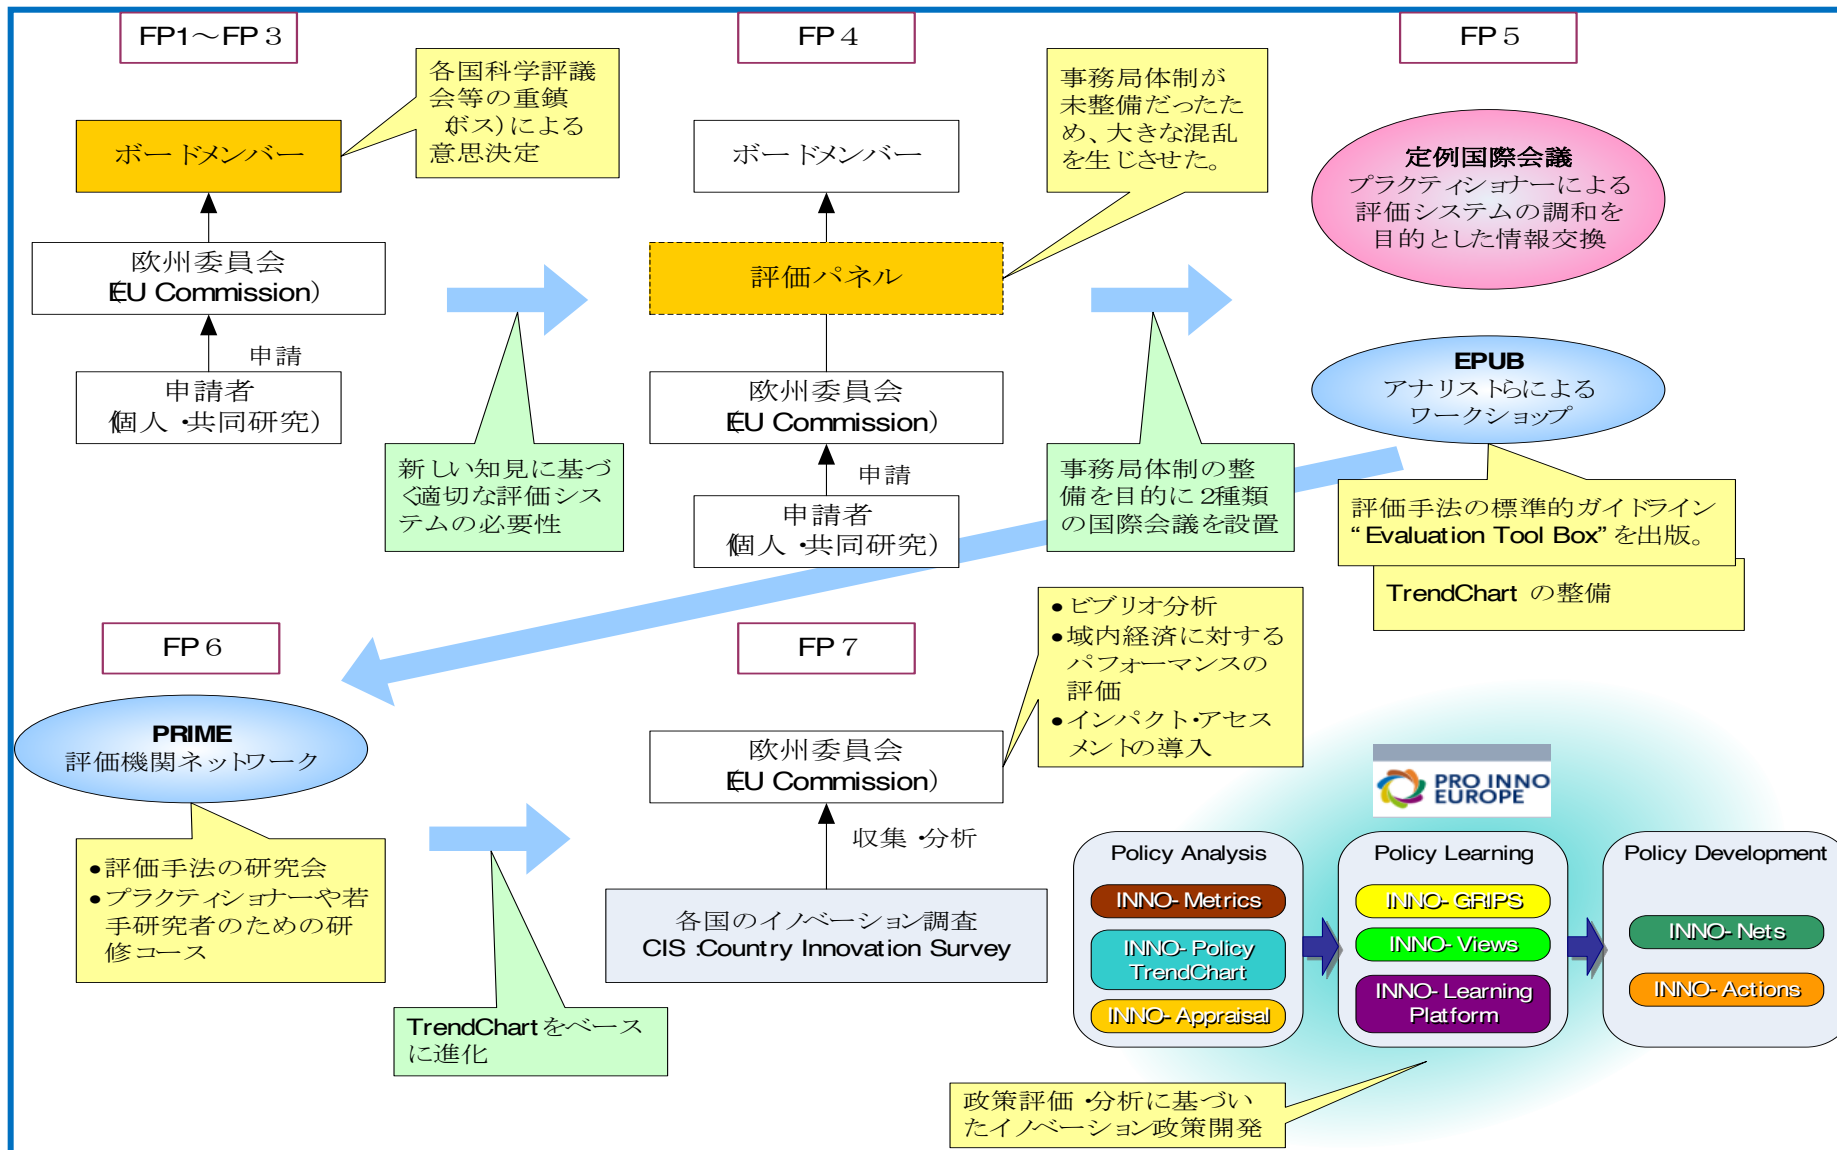 FP1～FP 3
各国科学評議
会等の重鎮
(ボス)による
意思決定
ボードメンバー
欧州委員会
(EU Commission)
申請
申請者
(個人・共同研究)
新しい知見に基づ
く適切な評価シス
テムの必要性
FP 4
事務局体制が
未整備だったた
め、大きな混乱
を生じさせた。
ボードメンバー
評価パネル
欧州委員会
(EU Commission)
申請
申請者
(個人・共同研究)
事務局体制の整
備を目的に2種類
の国際会議を設置
FP 5
定例国際会議
プラクティショナーによる
評価システムの調和を
目的とした情報交換
EPUB
アナリストらによる
ワークショップ
評価手法の標準的ガイドライン
“Evaluation Tool Box”を出版。
TrendChart の整備
FP 6
PRIME
評価機関ネットワーク
•評価手法の研究会
•プラクティショナーや若
手研究者のための研
修コース
TrendChartをベース
に進化
FP 7
•ビブリオ分析
•域内経済に対する
パフォーマンスの
評価
•インパクト・アセス
メントの導入
欧州委員会
(EU Commission)
収集・分析
各国のイノベーション調査
CIS :Country Innovation Survey
PRO INNO
EUROPE
Policy Analysis
INNO- Metrics
INNO- Policy
TrendChart
INNO- Appraisal
Policy Learning
INNO- GRIPS
INNO- Views
INNO- Learning
Platform
Policy Development
INNO- Nets
INNO- Actions
政策評価・分析に基づい
たイノベーション政策開発